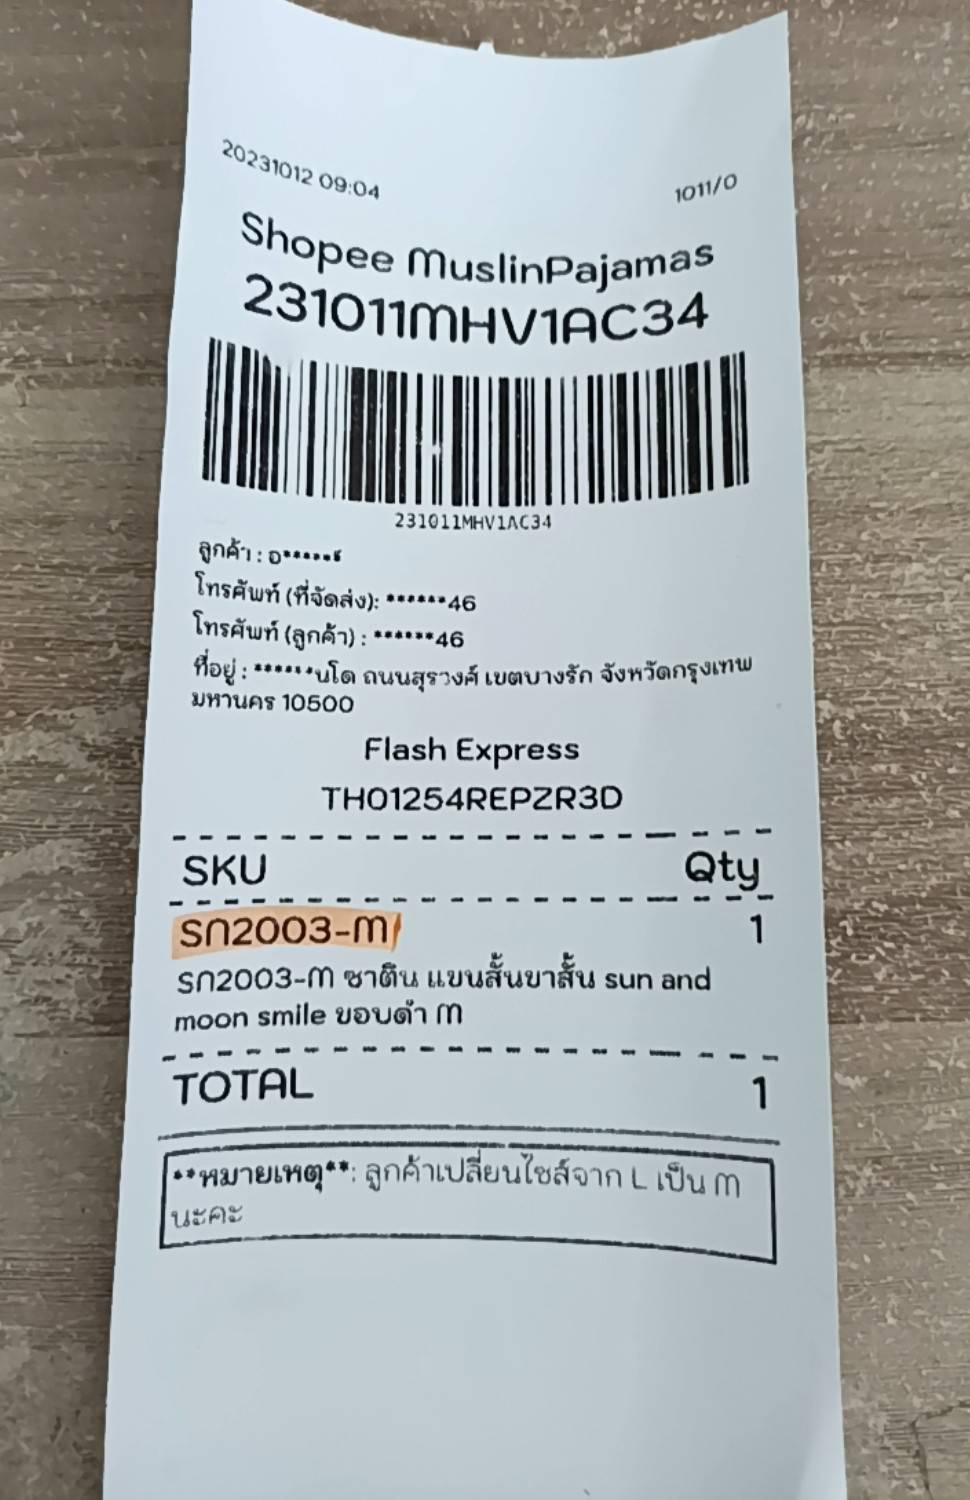 20231012 09:04
1011/0
Shopee MuslinPajamas
231011MHV1AC34
231011MHV1AC34
ลูกค้า : อ******์
โทรศัพท์ (ที่จัดส่ง): ******46
โทรศัพท์ (ลูกค้า) : ******46
ที่อยู่ : ******นโด ถนนสุรวงศ์ เขตบางรัก จังหวัดกรุงเทพ
มหานคร 10500
Flash Express
TH01254REPZR3D
SKU Qty
SN2003-M 1
SN2003-M ซาติน แขนสั้นขาสั้น sun and
moon smile ขอบดำ M
TOTAL 1
**หมายเหตุ**: ลูกค้าเปลี่ยนไซส์จาก L เป็น M
นะคะ